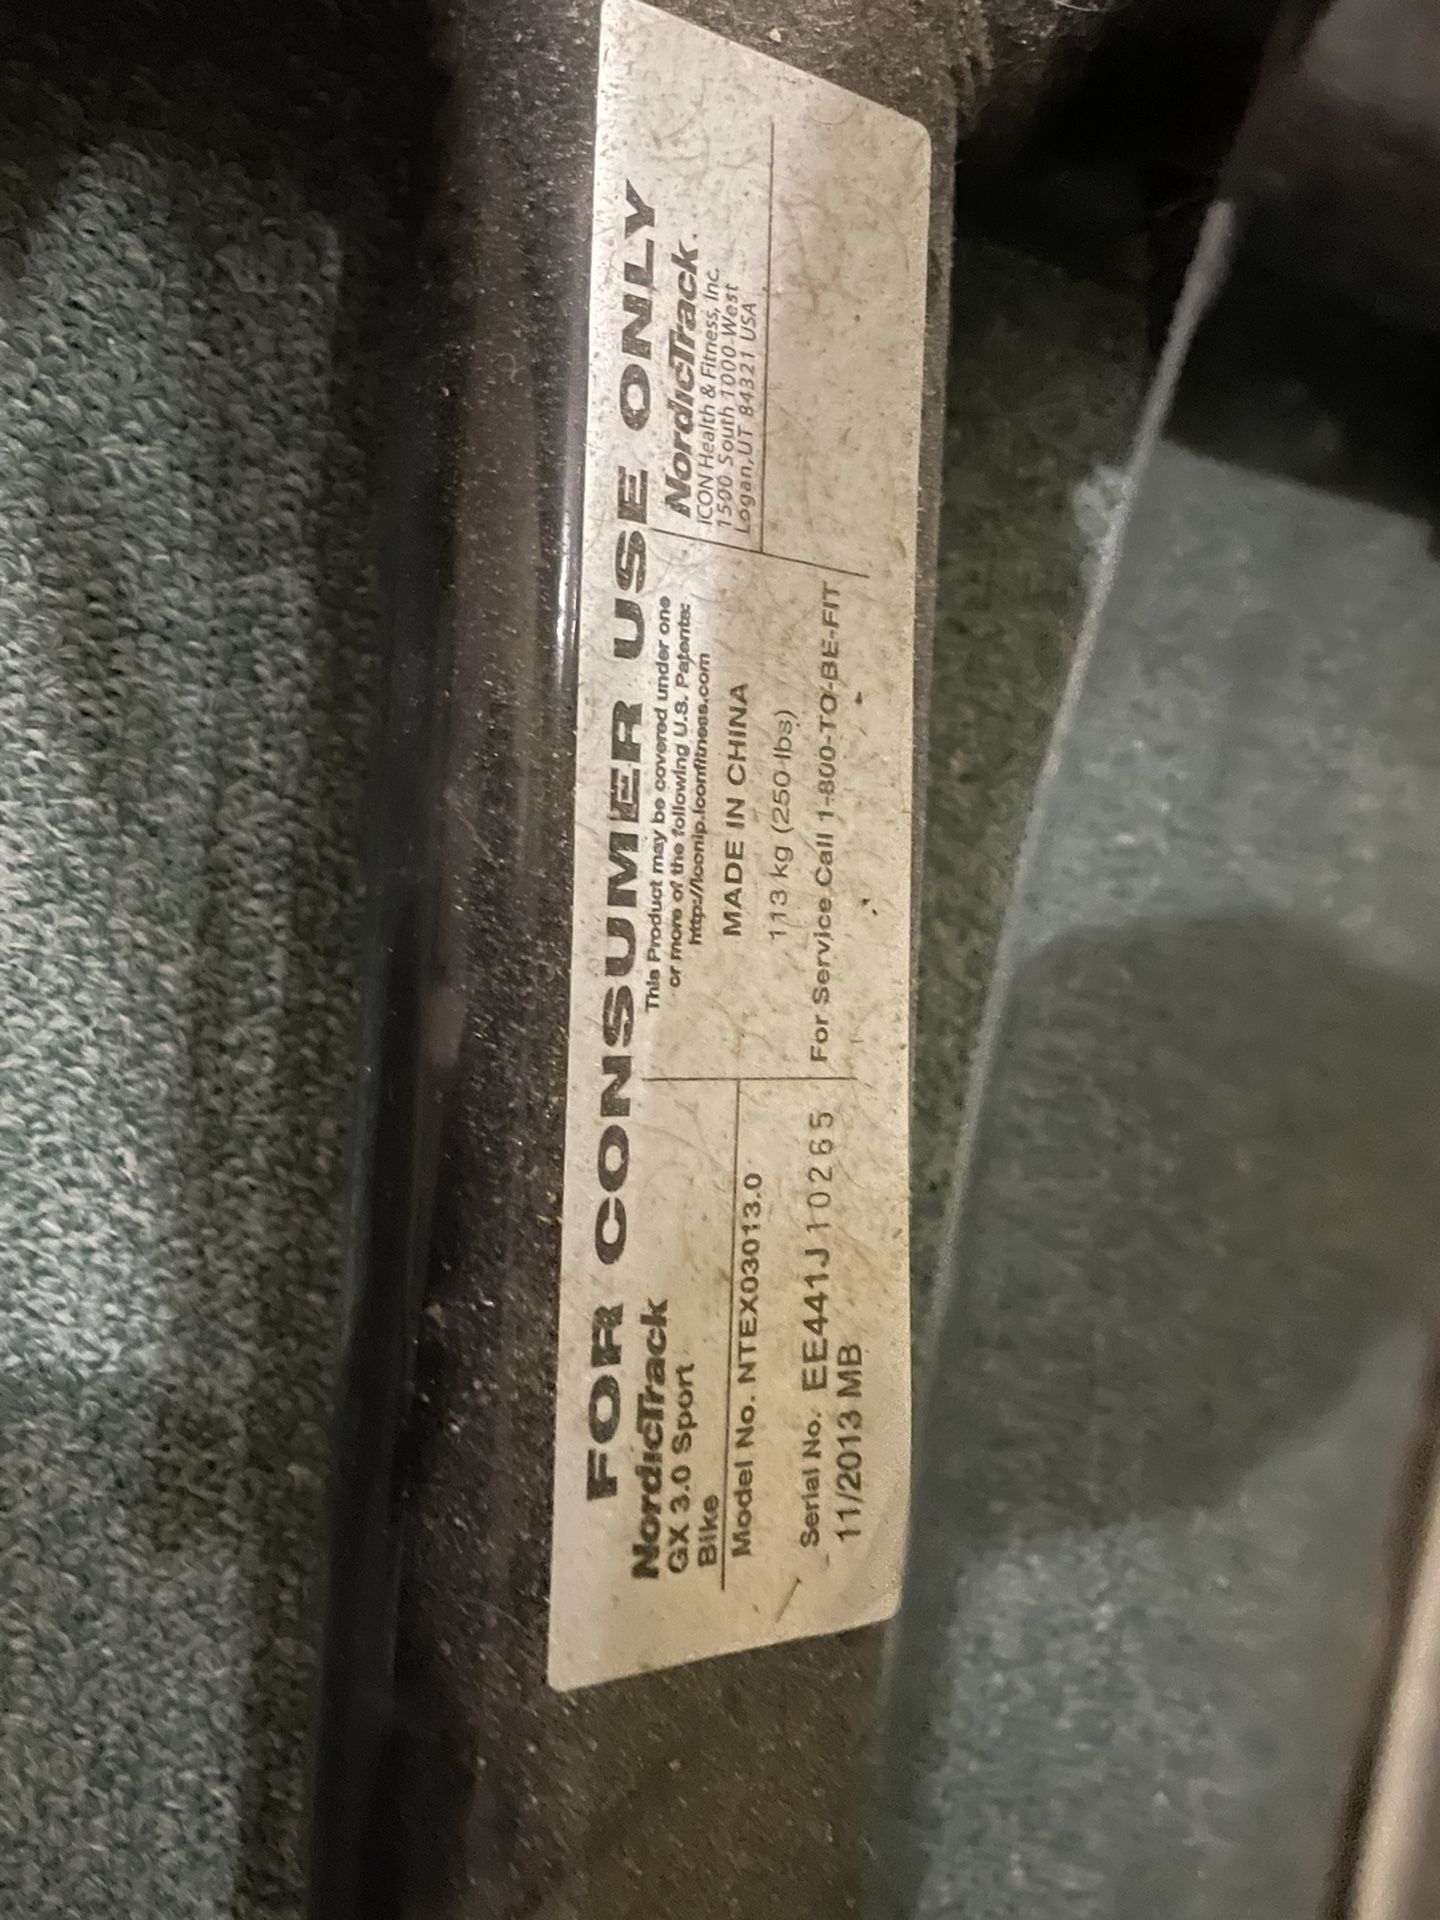 FOR CONSUMER USE ONLY
NordicTrack
GX 3.0 Sport
Bike
Model No. NTEX03013.0
Serial No. EE441J10265
11/2013 MB
This Product may be covered under one
or more of the following U.S. Patents:
http://iconip.iconfitness.com
MADE IN CHINA
113 kg (250 lbs)
For Service Call 1-800-TO-BE-FIT
NordicTrack.
ICON Health & Fitness, Inc.
1500 South 1000 West
Logan, UT 84321 USA